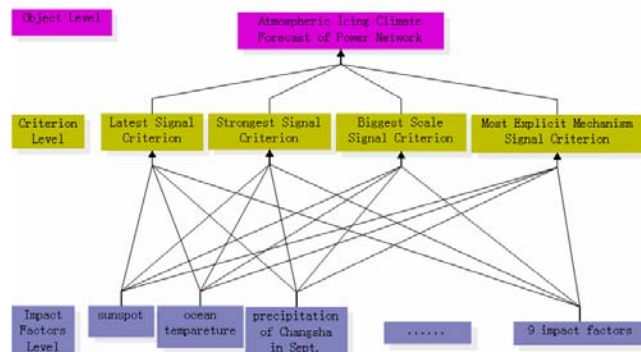 Object Level
Atmospheric Icing Climate
Forecast of Power Network
Criterion
Level
Latest Signal
Criterion
Strongest Signal
Criterion
Biggest Scale
Signal Criterion
Most Explicit Mechanism
Signal Criterion
Impact
Factors
Level
sunspot
ocean
tempareture
precipitation
of Changsha
in Sept.
......
9 impact factors